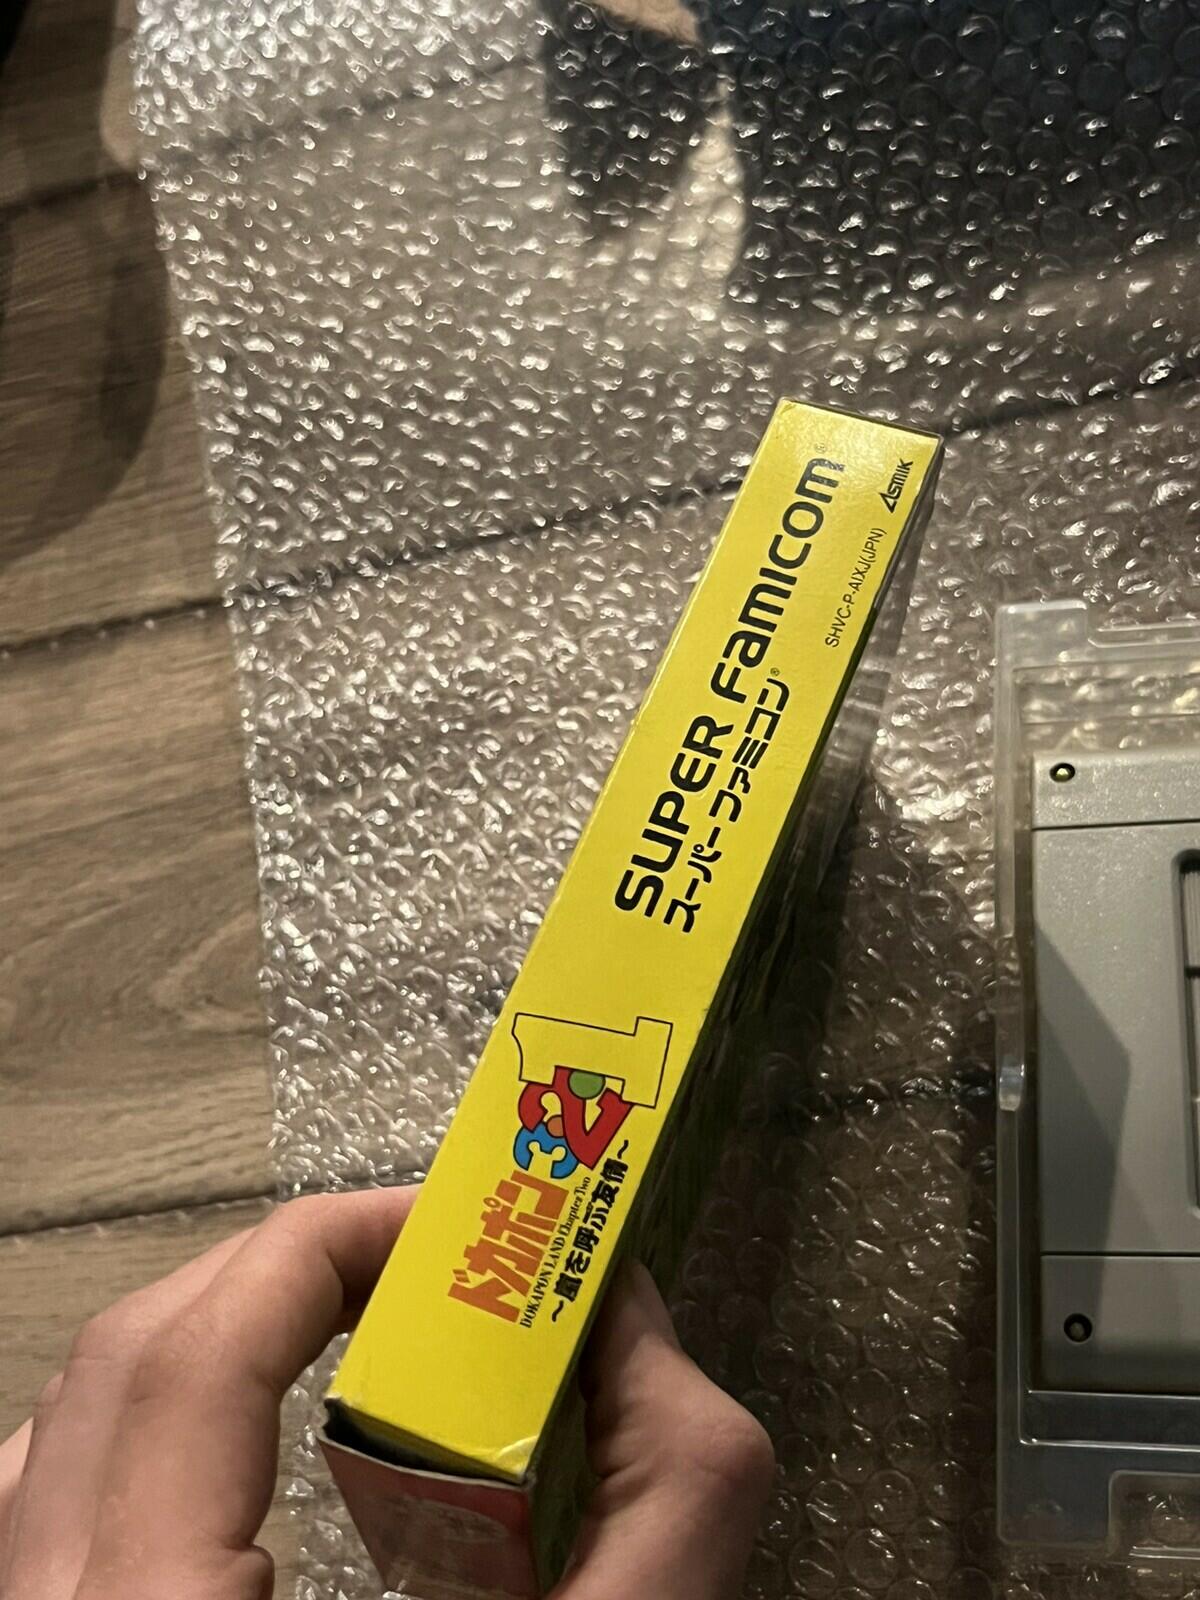 ドカポン321
DOKAPON LAND Chapter Two
～嵐を呼ぶ友情～
SUPER FAMICOM®
スーパーファミコン®
SHVC-P-AIXJ(JPN)
ASMIK